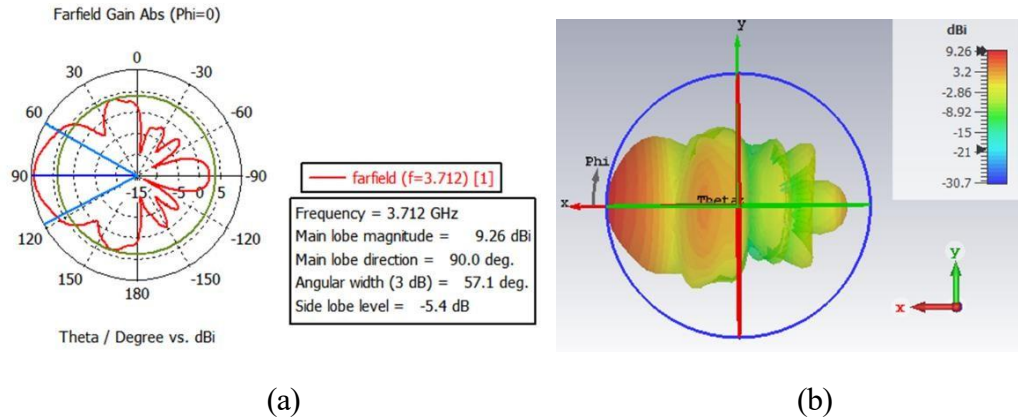 Farfield Gain Abs (Phi=0)
0
30
-30
60
-60
90
-15
-5
0
5
-90
120
-120
150
-150
180
Theta / Degree vs. dBi
farfield (f=3.712) [1]
Frequency = 3.712 GHz
Main lobe magnitude = 9.26 dBi
Main lobe direction = 90.0 deg.
Angular width (3 dB) = 57.1 deg.
Side lobe level = -5.4 dB
(a)
y
Phi
x
Theta
dBi
9.26
3.2
-2.86
-8.92
-15
-21
-30.7
y
x
(b)